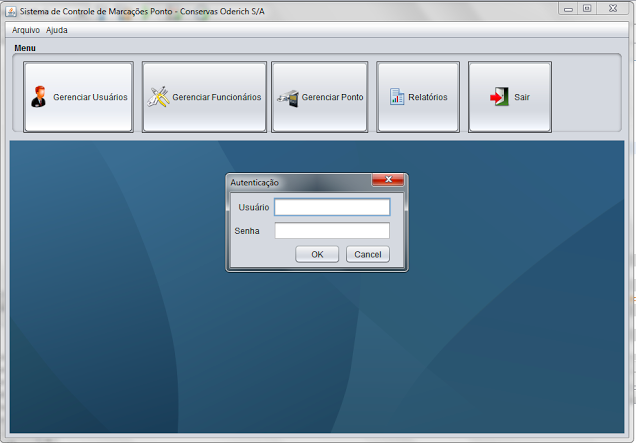 Sistema de Controle de Marcações Ponto - Conservas Oderich S/A
Arquivo Ajuda
Menu
Gerenciar Usuários Gerenciar Funcionários Gerenciar Ponto Relatórios Sair
Autenticação
Usuário
Senha
OK Cancel